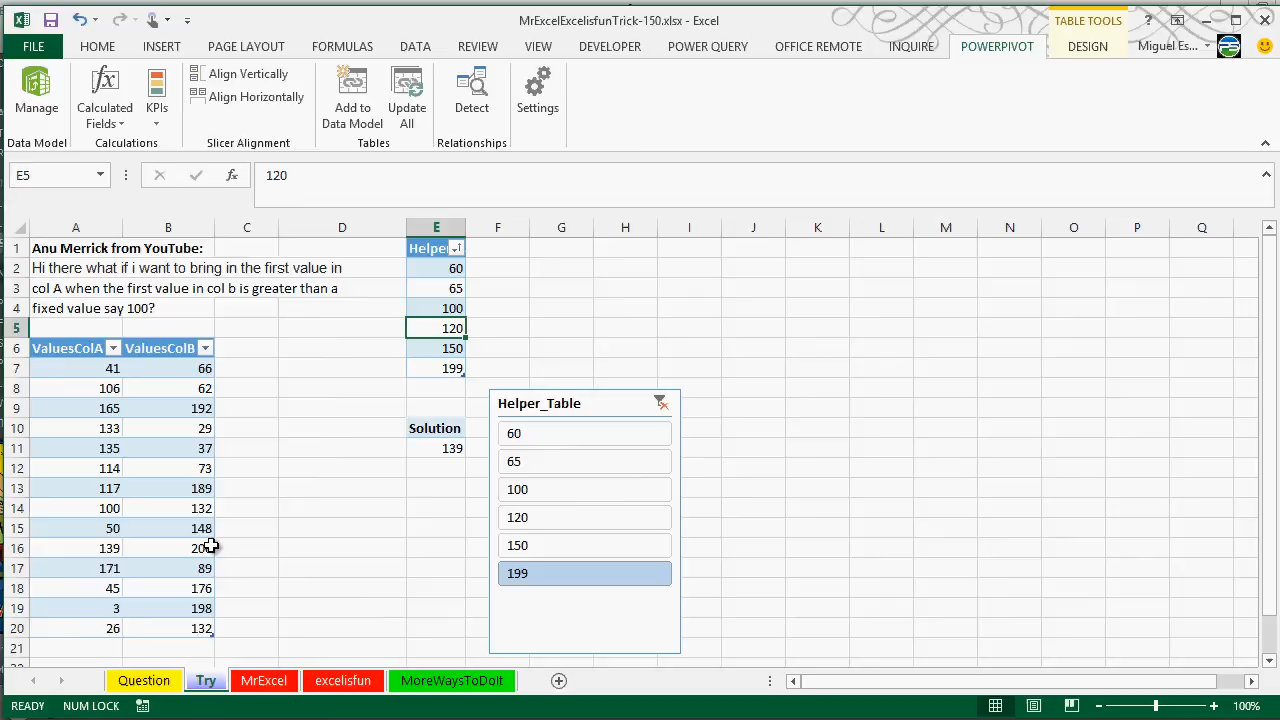 MrExcelExcelisfunTrick-150.xlsx - Excel
TABLE TOOLS
FILE HOME INSERT PAGE LAYOUT FORMULAS DATA REVIEW VIEW DEVELOPER POWER QUERY OFFICE REMOTE INQUIRE POWERPIVOT DESIGN Miguel Es...
Manage
Data Model
Calculated Fields
KPIs
Calculations
Align Vertically
Align Horizontally
Slicer Alignment
Add to Data Model
Update All
Tables
Detect
Relationships
Settings
E5 fx 120
A B C D E F G H I J K L M N O P Q
1 Anu Merrick from YouTube:
2 Hi there what if i want to bring in the first value in 60
3 col A when the first value in col b is greater than a 65
4 fixed value say 100? 100
5 120
6 ValuesColA ValuesColB 150
7 41 66 199
8 106 62
9 165 192
10 133 29 Solution
11 135 37 139
12 114 73
13 117 189
14 100 132
15 50 148
16 139
17 171 89
18 45 176
19 3 198
20 26 132
21
Helper_Table
60
65
100
120
150
199
Question Try MrExcel excelisfun MoreWaysToDoIt
READY NUM LOCK 100%